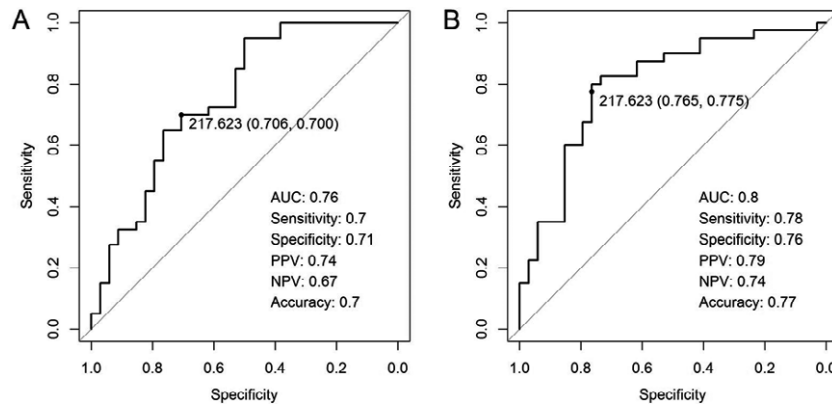 A
1.0
0.8
0.6
0.4
0.2
0.0
Sensitivity
217.623 (0.706, 0.700)
AUC: 0.76
Sensitivity: 0.7
Specificity: 0.71
PPV: 0.74
NPV: 0.67
Accuracy: 0.7
1.0 0.8 0.6 0.4 0.2 0.0
Specificity
B
1.0
0.8
0.6
0.4
0.2
0.0
Sensitivity
217.623 (0.765, 0.775)
AUC: 0.8
Sensitivity: 0.78
Specificity: 0.76
PPV: 0.79
NPV: 0.74
Accuracy: 0.77
1.0 0.8 0.6 0.4 0.2 0.0
Specificity